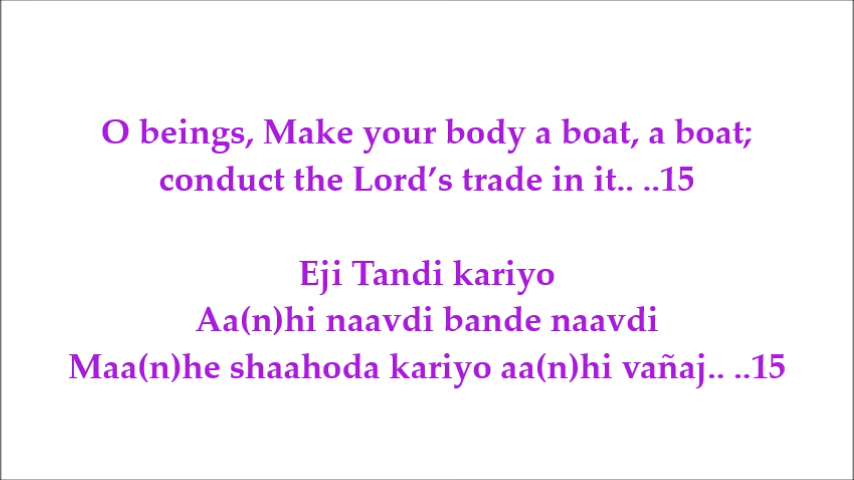 O beings, Make your body a boat, a boat;
conduct the Lord’s trade in it.. ..15
Eji Tandi kariyo
Aa(n)hi naavdi bande naavdi
Maa(n)he shaahoda kariyo aa(n)hi vañaj.. ..15